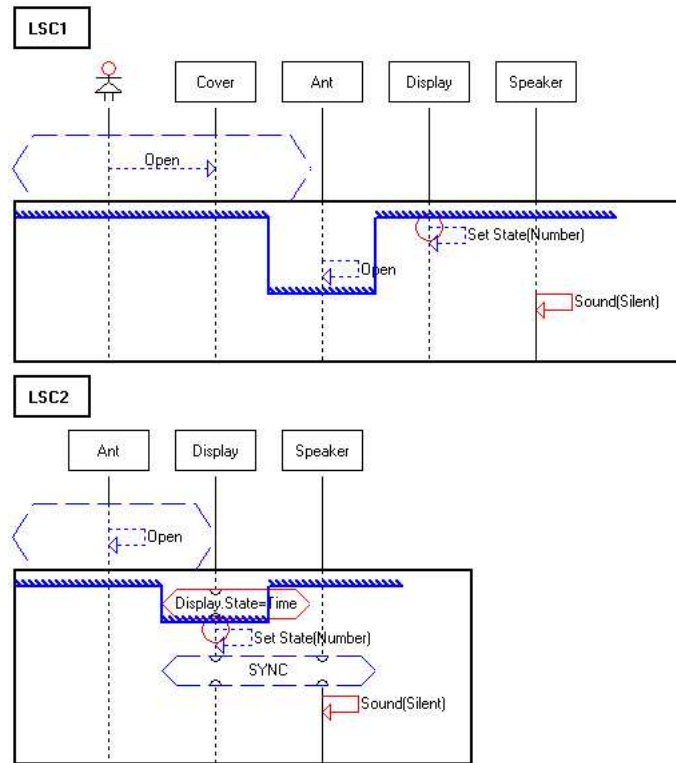 LSC1
Cover Ant Display Speaker
Open
Set State(Number)
Open
Sound(Silent)
LSC2
Ant Display Speaker
Open
Display.State=Time
Set State(Number)
SYNC
Sound(Silent)